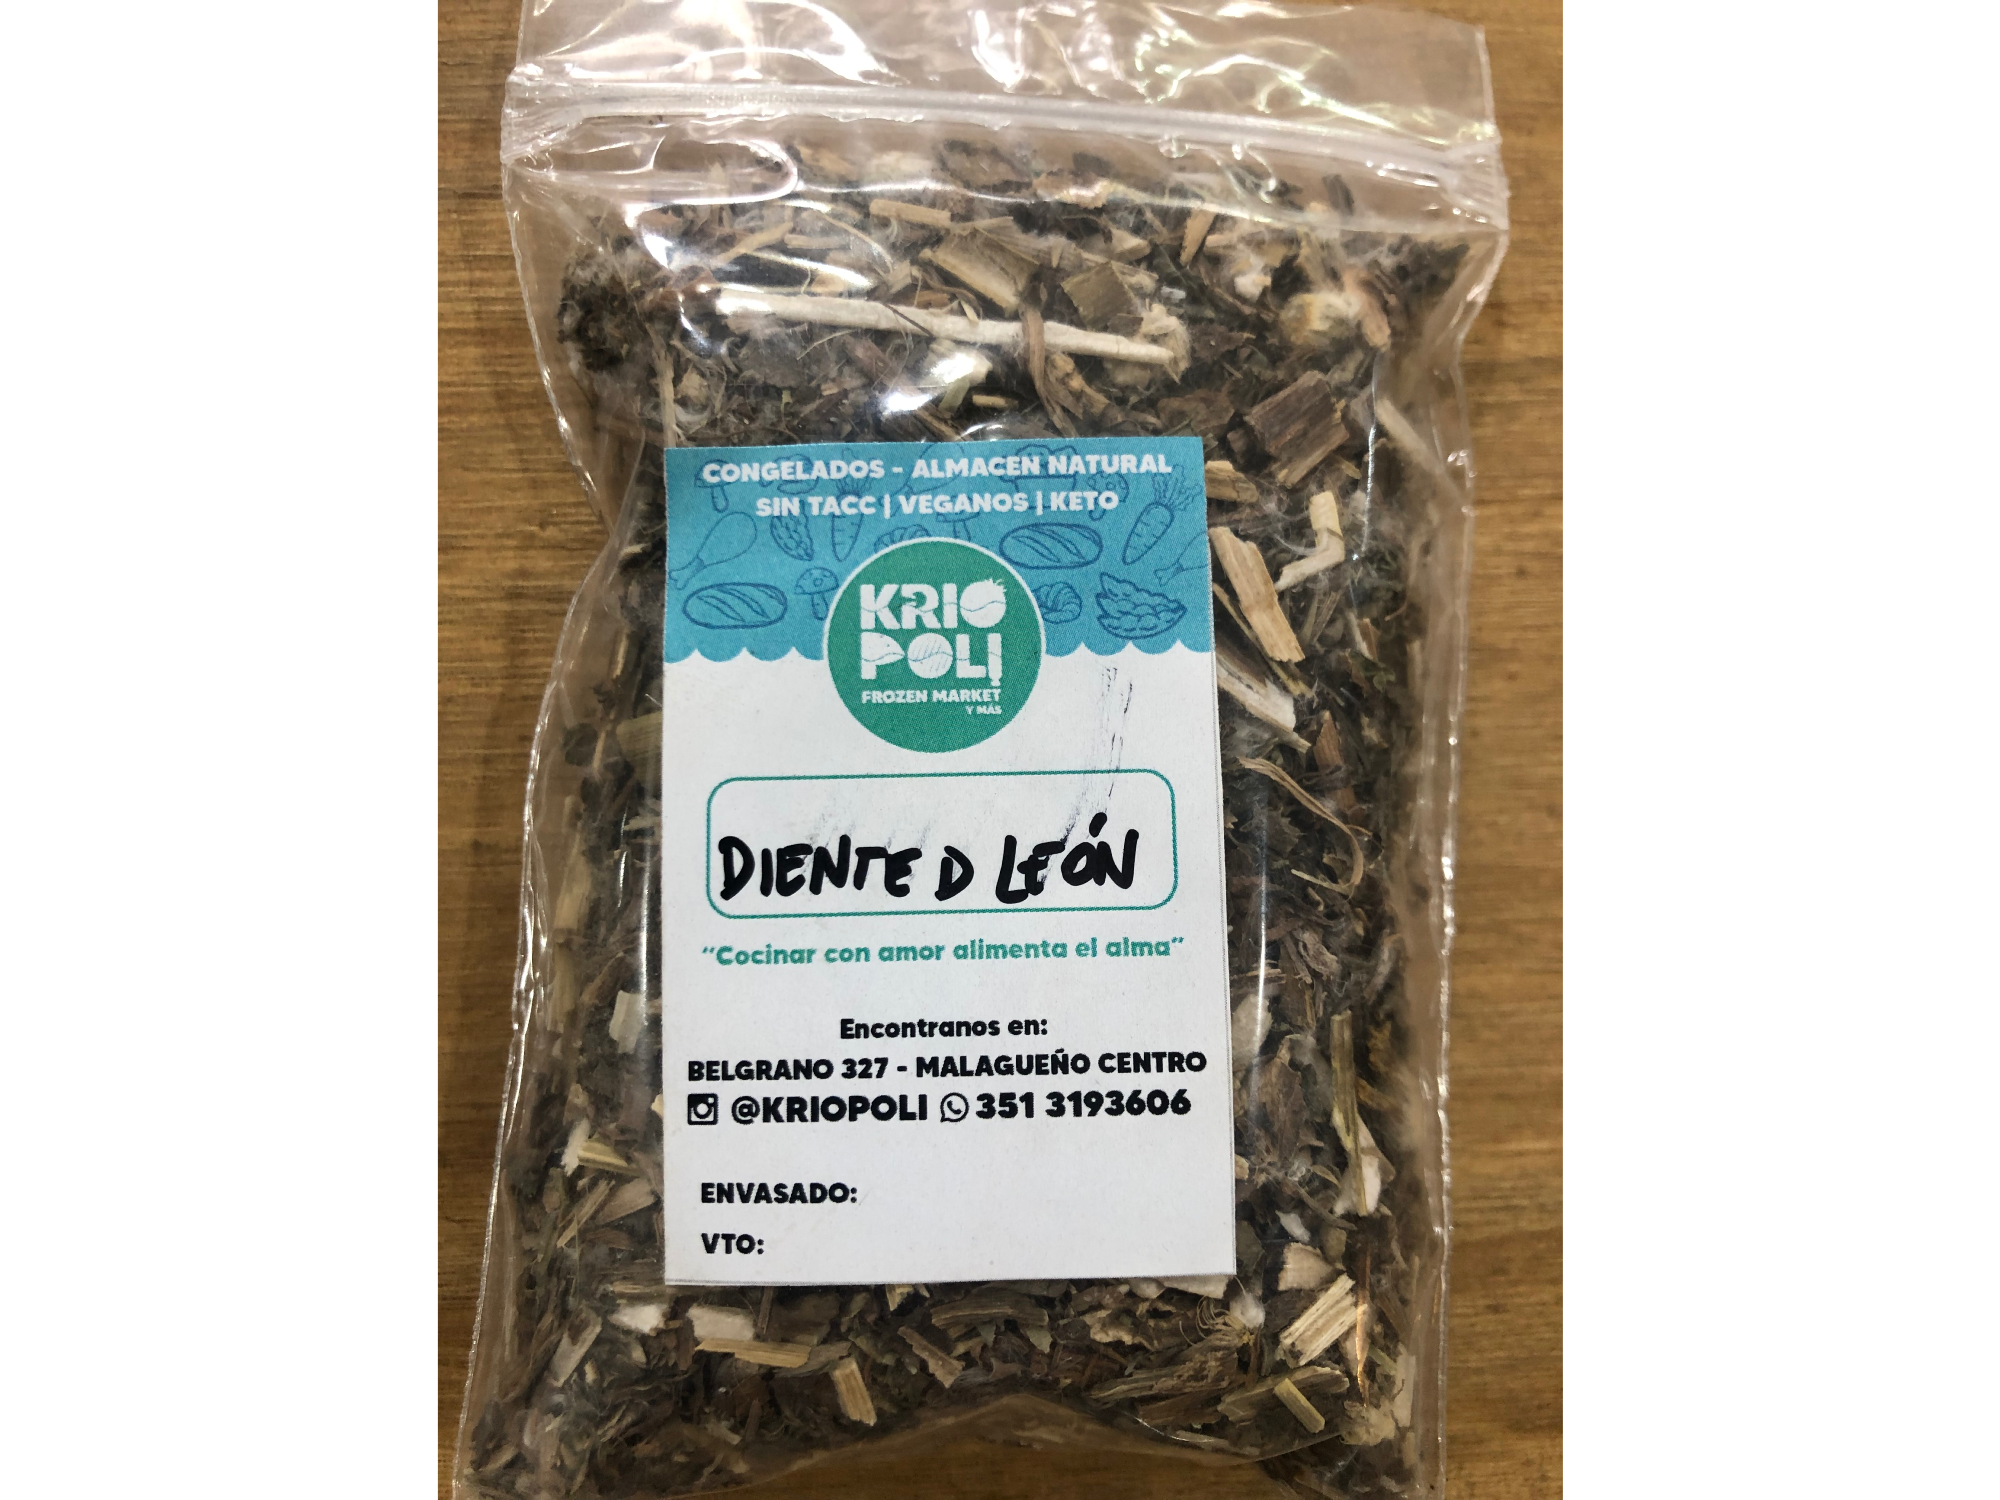 CONGELADOS - ALMACEN NATURAL
SIN TACC | VEGANOS | KETO
KRIO
POLI
FROZEN MARKET
Y MÁS
DIENTE D LEÓN
“Cocinar con amor alimenta el alma”
Encontranos en:
BELGRANO 327 - MALAGUEÑO CENTRO
@KRIOPOLI 351 3193606
ENVASADO:
VTO: